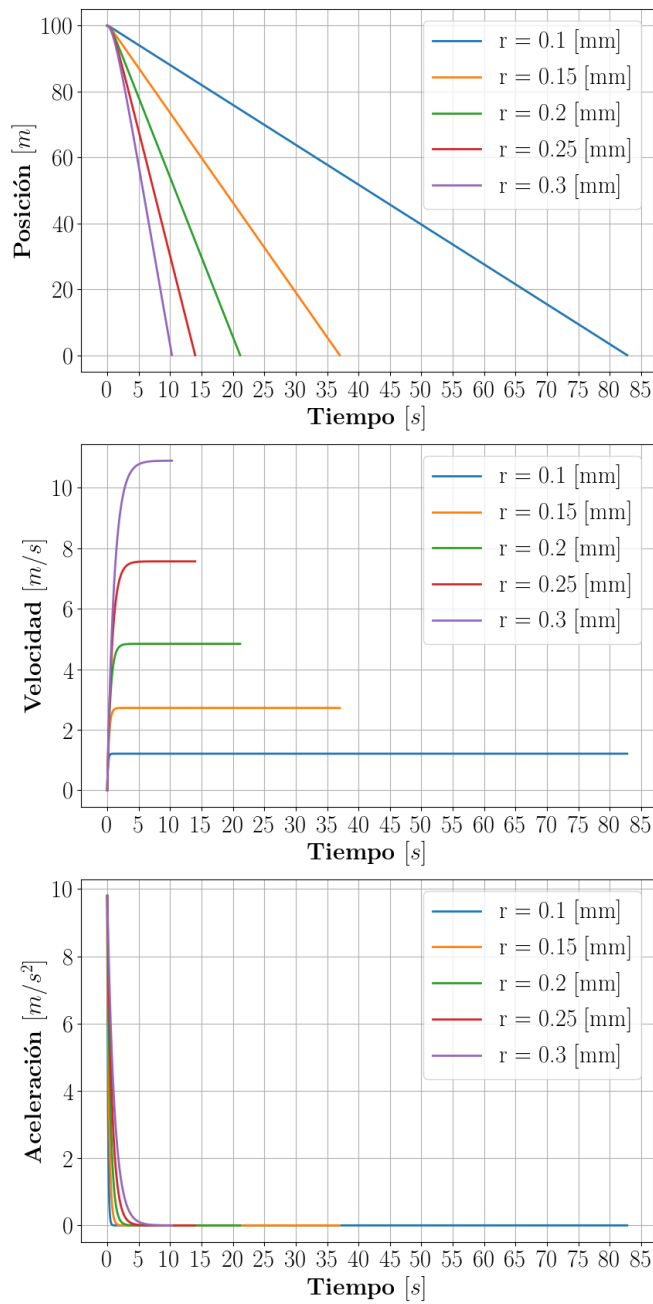 100
80
60
40
20
0
Posición [m]
r = 0.1 [mm]
r = 0.15 [mm]
r = 0.2 [mm]
r = 0.25 [mm]
r = 0.3 [mm]
0 5 10 15 20 25 30 35 40 45 50 55 60 65 70 75 80 85
Tiempo [s]
10
8
6
4
2
0
Velocidad [m/s]
r = 0.1 [mm]
r = 0.15 [mm]
r = 0.2 [mm]
r = 0.25 [mm]
r = 0.3 [mm]
0 5 10 15 20 25 30 35 40 45 50 55 60 65 70 75 80 85
Tiempo [s]
10
8
6
4
2
0
Aceleración [m/s²]
r = 0.1 [mm]
r = 0.15 [mm]
r = 0.2 [mm]
r = 0.25 [mm]
r = 0.3 [mm]
0 5 10 15 20 25 30 35 40 45 50 55 60 65 70 75 80 85
Tiempo [s]